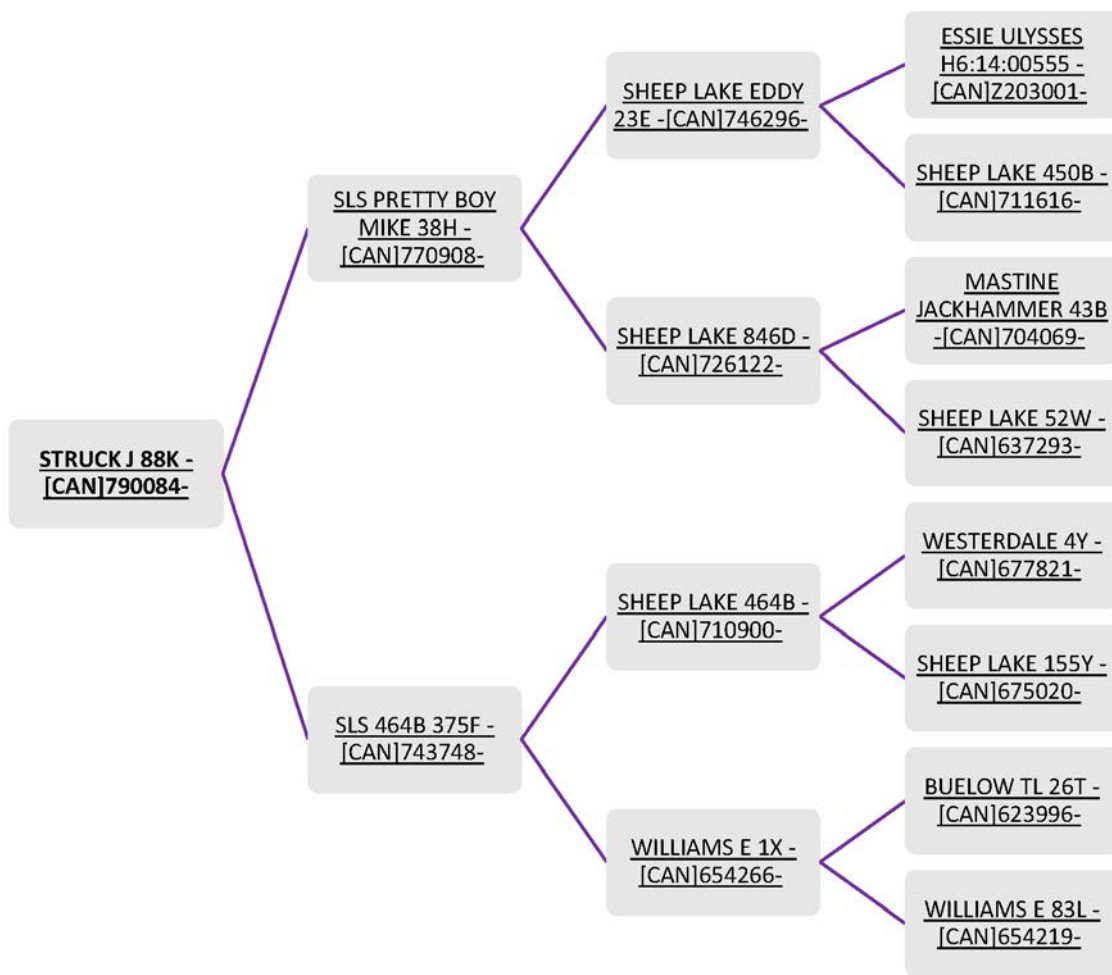 ESSIE ULYSSES
H6:14:00555 -
[CAN]Z203001-
SHEEP LAKE EDDY
23E -[CAN]746296-
SHEEP LAKE 450B -
[CAN]711616-
SLS PRETTY BOY
MIKE 38H -
[CAN]770908-
MASTINE
JACKHAMMER 43B
-[CAN]704069-
SHEEP LAKE 846D -
[CAN]726122-
SHEEP LAKE 52W -
[CAN]637293-
STRUCK J 88K -
[CAN]790084-
WESTERDALE 4Y -
[CAN]677821-
SHEEP LAKE 464B -
[CAN]710900-
SHEEP LAKE 155Y -
[CAN]675020-
SLS 464B 375F -
[CAN]743748-
BUELOW TL 26T -
[CAN]623996-
WILLIAMS E 1X -
[CAN]654266-
WILLIAMS E 83L -
[CAN]654219-